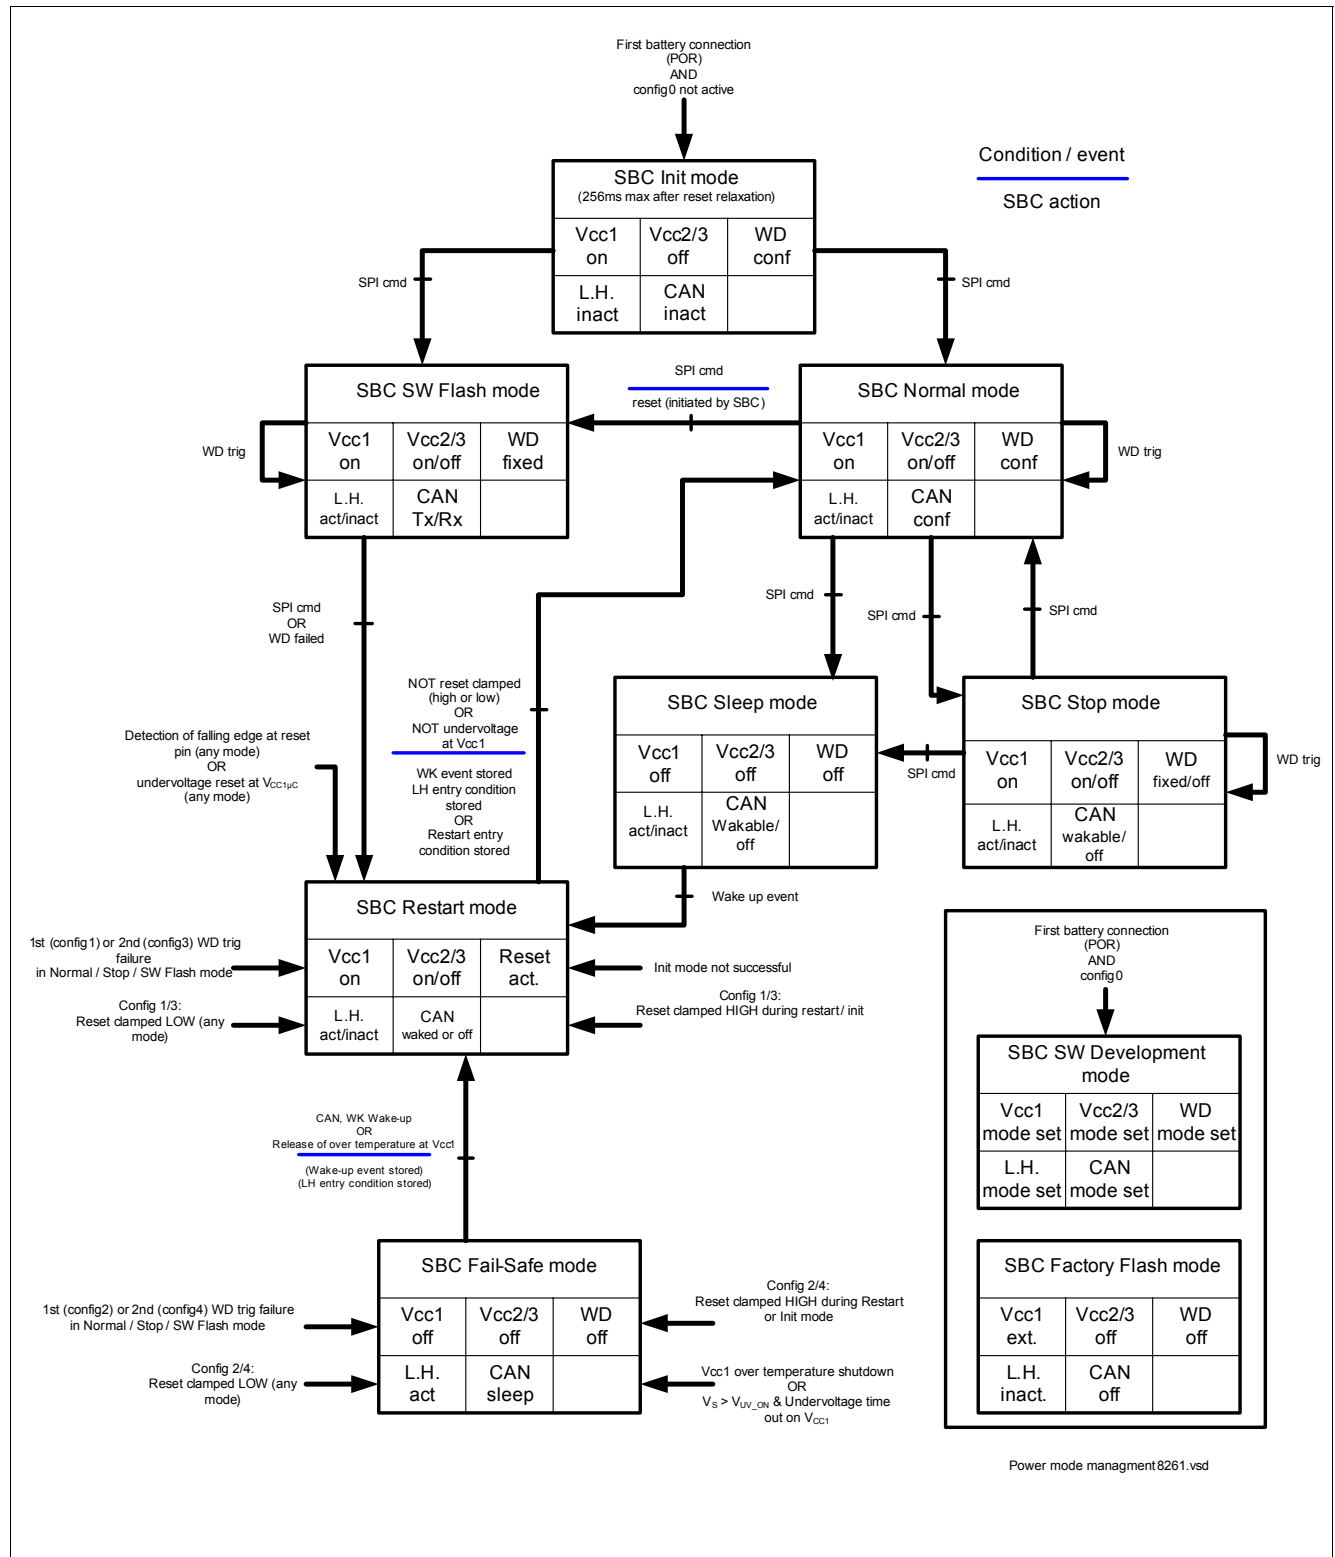 First battery connection
(POR)
AND
config0 not active
Condition / event
SBC action
SBC Init mode
(256ms max after reset relaxation)
Vcc1 on
Vcc2/3 off
WD conf
L.H. inact
CAN inact
SPI cmd
SPI cmd
SBC SW Flash mode
Vcc1 on
Vcc2/3 on/off
WD fixed
L.H. act/inact
CAN Tx/Rx
WD trig
SPI cmd
reset (initiated by SBC)
SBC Normal mode
Vcc1 on
Vcc2/3 on/off
WD conf
L.H. act/inact
CAN conf
WD trig
SPI cmd
OR
WD failed
SPI cmd
SPI cmd
SPI cmd
NOT reset clamped
(high or low)
OR
NOT undervoltage
at Vcc1
WK event stored
LH entry condition
stored
OR
Restart entry
condition stored
Detection of falling edge at reset
pin (any mode)
OR
undervoltage reset at VCC1µC
(any mode)
SBC Sleep mode
Vcc1 off
Vcc2/3 off
WD off
L.H. act/inact
CAN Wakable/ off
SPI cmd
SBC Stop mode
Vcc1 on
Vcc2/3 on/off
WD fixed/off
L.H. act/inact
CAN wakable/ off
WD trig
Wake up event
SBC Restart mode
Vcc1 on
Vcc2/3 on/off
Reset act.
L.H. act/inact
CAN waked or off
1st (config1) or 2nd (config3) WD trig
failure
in Normal / Stop / SW Flash mode
Config 1/3:
Reset clamped LOW (any
mode)
Init mode not successful
Config 1/3:
Reset clamped HIGH during restart / init
First battery connection
(POR)
AND
config0
SBC SW Development
mode
Vcc1 mode set
Vcc2/3 mode set
WD mode set
L.H. mode set
CAN mode set
CAN, WK Wake-up
OR
Release of over temperature at Vcc1
(Wake-up event stored)
(LH entry condition stored)
SBC Fail-Safe mode
Vcc1 off
Vcc2/3 off
WD off
L.H. act
CAN sleep
1st (config2) or 2nd (config4) WD trig failure
in Normal / Stop / SW Flash mode
Config 2/4:
Reset clamped LOW (any
mode)
Config 2/4:
Reset clamped HIGH during Restart
or Init mode
Vcc1 over temperature shutdown
OR
VS > VUV_ON & Undervoltage time
out on VCC1
SBC Factory Flash mode
Vcc1 ext.
Vcc2/3 off
WD off
L.H. inact.
CAN off
Power mode managment 8261.vsd